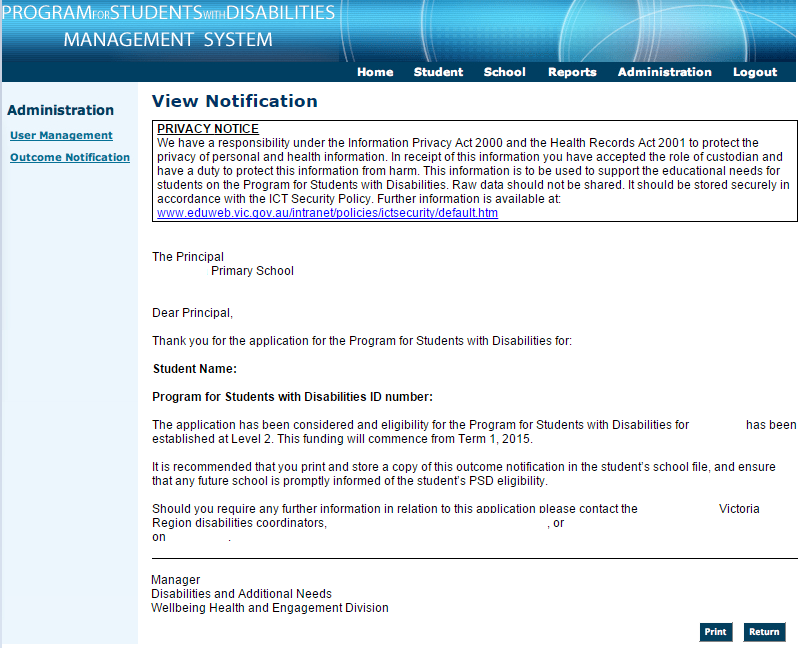 PROGRAMFORSTUDENTSWITHDISABILITIES
MANAGEMENT SYSTEM
Home Student School Reports Administration Logout
Administration
User Management
Outcome Notification
View Notification
PRIVACY NOTICE
We have a responsibility under the Information Privacy Act 2000 and the Health Records Act 2001 to protect the
privacy of personal and health information. In receipt of this information you have accepted the role of custodian and
have a duty to protect this information from harm. This information is to be used to support the educational needs for
students on the Program for Students with Disabilities. Raw data should not be shared. It should be stored securely in
accordance with the ICT Security Policy. Further information is available at:
www.eduweb.vic.gov.au/intranet/policies/ictsecurity/default.htm
The Principal
Primary School
Dear Principal,
Thank you for the application for the Program for Students with Disabilities for:
Student Name:
Program for Students with Disabilities ID number:
The application has been considered and eligibility for the Program for Students with Disabilities for has been
established at Level 2. This funding will commence from Term 1, 2015.
It is recommended that you print and store a copy of this outcome notification in the student's school file, and ensure
that any future school is promptly informed of the student's PSD eligibility.
Should you require any further information in relation to this application please contact the Victoria
Region disabilities coordinators, , or
on .
Manager
Disabilities and Additional Needs
Wellbeing Health and Engagement Division
Print Return